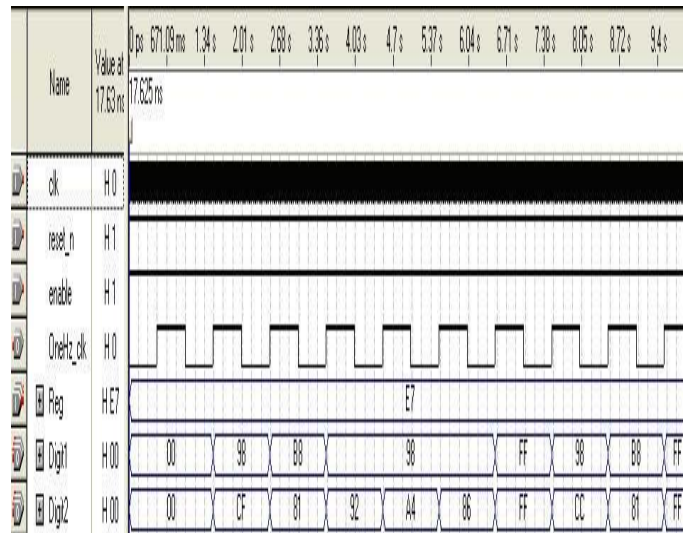 Name
Value at
17.63 ns
0 ps 671.09 ms 1.34 s 2.01 s 2.68 s 3.36 s 4.03 s 4.7 s 5.37 s 6.04 s 6.71 s 7.38 s 8.05 s 8.72 s 9.4 s
17.625 ns
clk H 0
reset_n H 1
enable H 1
OneHz_clk H 0
Reg H E7 E7
Digit1 H 00 00 98 B8 98 FF 98 B8 FF
Digit2 H 00 00 CF 81 92 A4 86 FF CC 81 FF